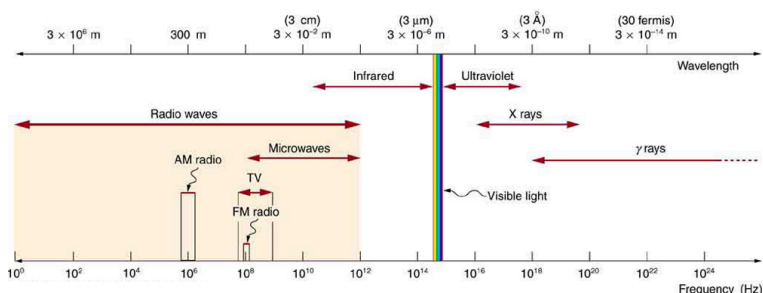 (3 cm) (3 μm) (3 Å) (30 fermis)
3 × 10⁶ m 300 m 3 × 10⁻² m 3 × 10⁻⁶ m 3 × 10⁻¹⁰ m 3 × 10⁻¹⁴ m
Wavelength
Infrared Ultraviolet
Radio waves X rays
Microwaves γ rays
AM radio
TV
Visible light
FM radio
10⁰ 10² 10⁴ 10⁶ 10⁸ 10¹⁰ 10¹² 10¹⁴ 10¹⁶ 10¹⁸ 10²⁰ 10²² 10²⁴
Frequency (Hz)